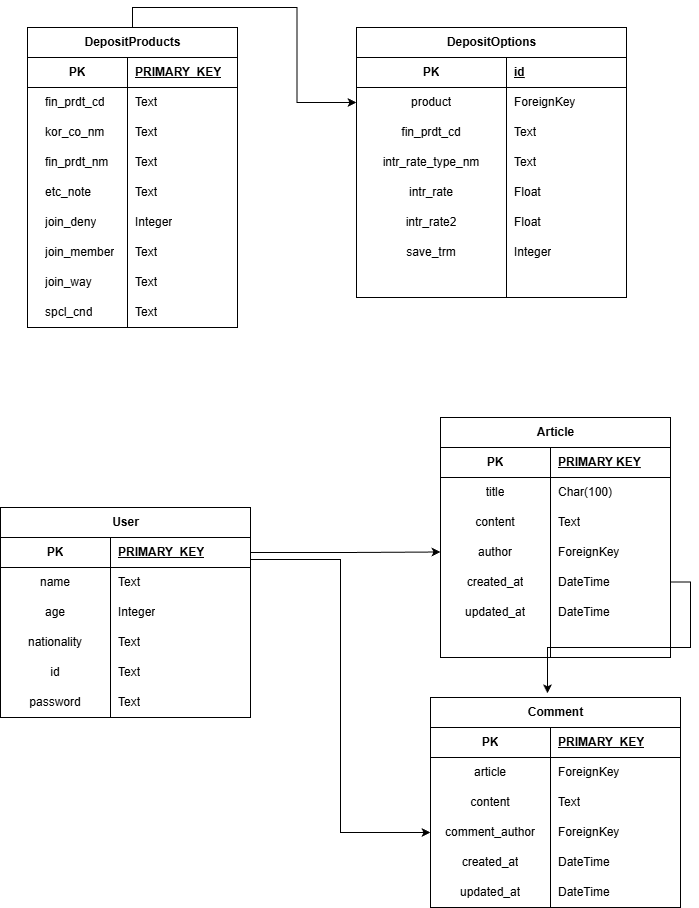 DepositProducts
PK PRIMARY_KEY
fin_prdt_cd Text
kor_co_nm Text
fin_prdt_nm Text
etc_note Text
join_deny Integer
join_member Text
join_way Text
spcl_cnd Text
DepositOptions
PK id
product ForeignKey
fin_prdt_cd Text
intr_rate_type_nm Text
intr_rate Float
intr_rate2 Float
save_trm Integer
Article
PK PRIMARY KEY
title Char(100)
content Text
author ForeignKey
created_at DateTime
updated_at DateTime
User
PK PRIMARY_KEY
name Text
age Integer
nationality Text
id Text
password Text
Comment
PK PRIMARY_KEY
article ForeignKey
content Text
comment_author ForeignKey
created_at DateTime
updated_at DateTime